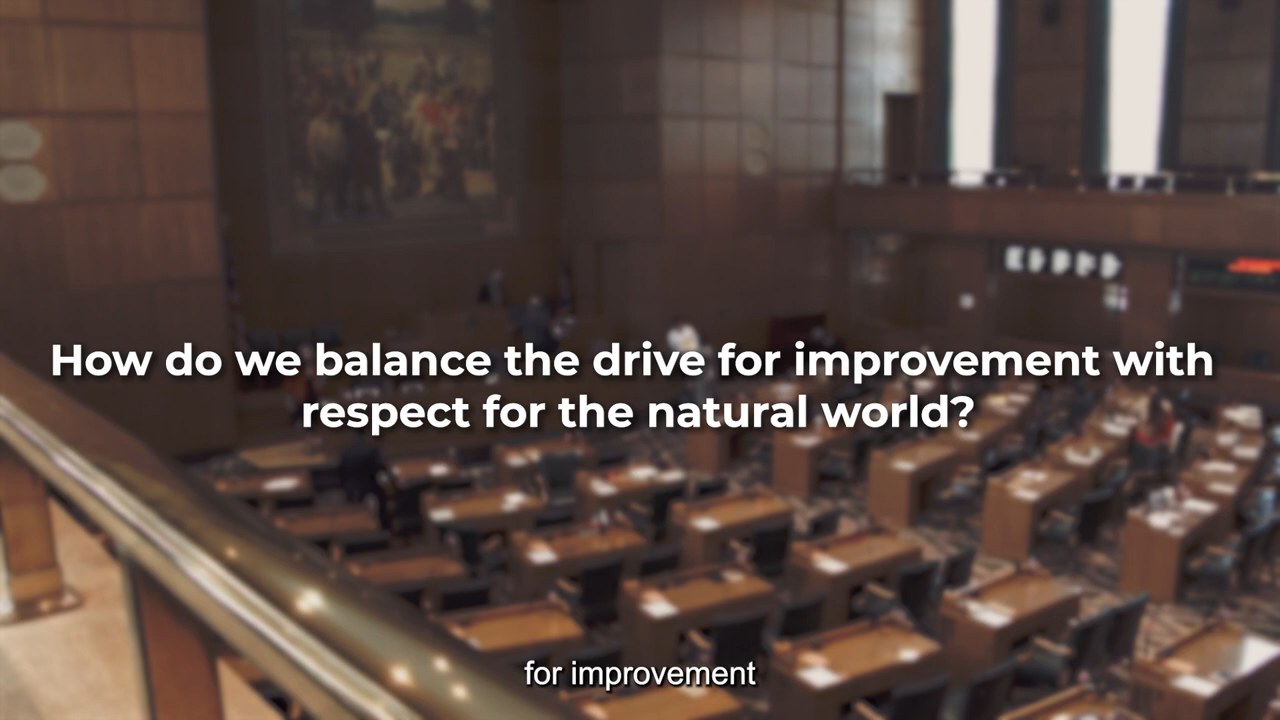 How do we balance the drive for improvement with
respect for the natural world?
for improvement